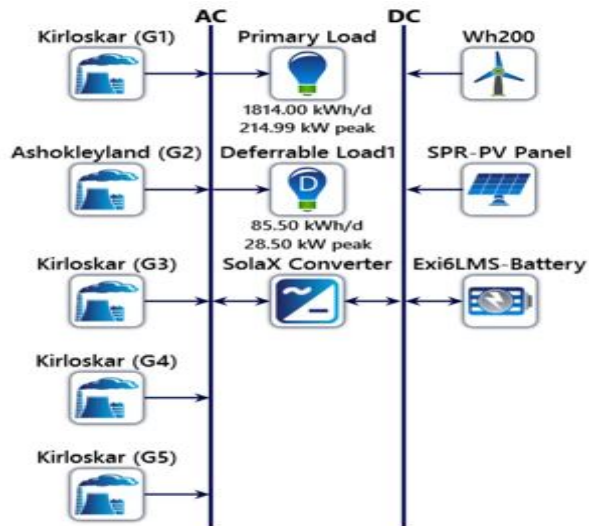 AC
DC
Kirloskar (G1)
Primary Load
Wh200
1814.00 kWh/d
214.99 kW peak
Ashokleyland (G2)
Deferrable Load1
SPR-PV Panel
D
85.50 kWh/d
28.50 kW peak
Kirloskar (G3)
SolaX Converter
Exi6LMS-Battery
Kirloskar (G4)
Kirloskar (G5)